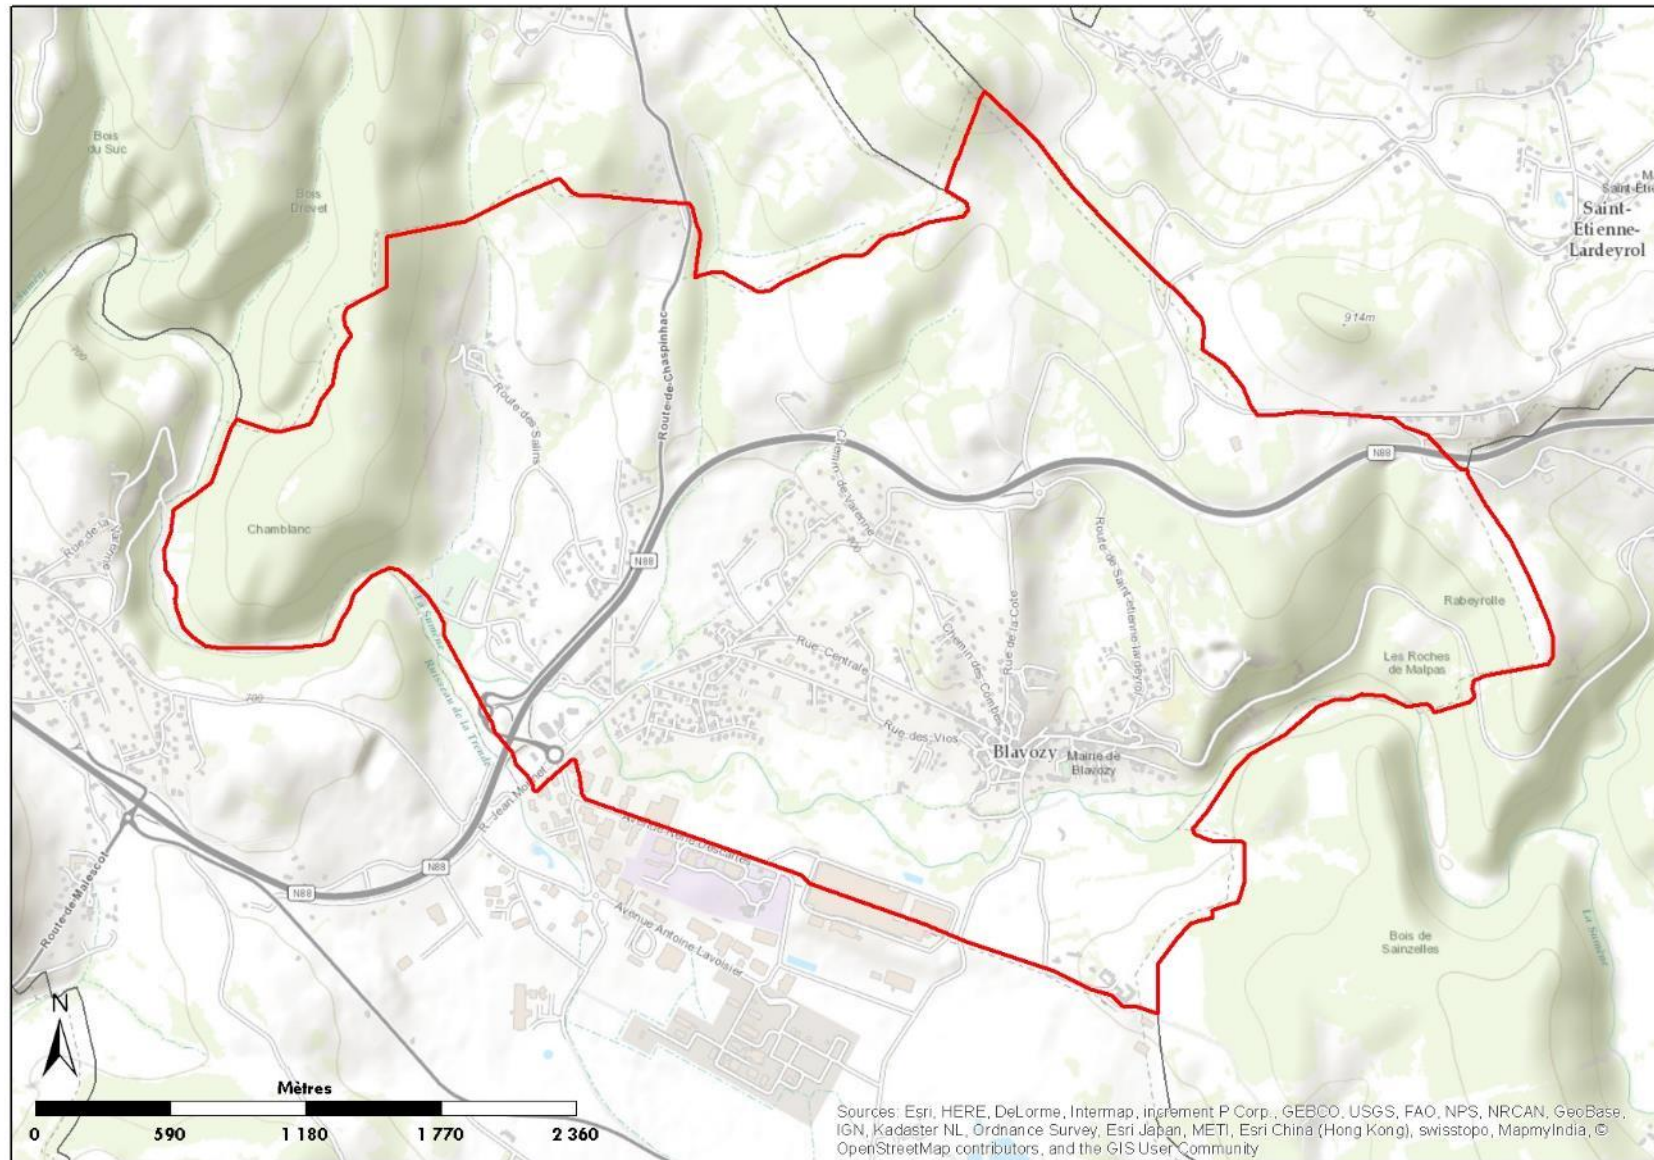 Bois
du Suc
Bois
Drevet
Saint-
Etienne-
Lardeyrol
914m
700
Route des Sains
Route-de-Chaspinhac
Chemin de Varenne
N88
Chamblanc
Rue de la
Varenne
N88
700
Route de Saint-etienne-lardeyrol
Rabeyrolle
La Sumène
Ruisseau de la Trende
Rue Centrale
Chemin des Combes
Rue de la Cote
Les Roches
de Malpas
700
Rue des Vios
Blavozy
Mairie de
Blavozy
R. Jean Mo
Avenue René Descartes
N88
N88
Route-de-Malescot
Avenue Antoine Lavoisier
Bois de
Sainzelles
La Sumène
N
Mètres
0 590 1 180 1 770 2 360
Sources: Esri, HERE, DeLorme, Intermap, increment P Corp., GEBCO, USGS, FAO, NPS, NRCAN, GeoBase,
IGN, Kadaster NL, Ordnance Survey, Esri Japan, METI, Esri China (Hong Kong), swisstopo, MapmyIndia, ©
OpenStreetMap contributors, and the GIS User Community